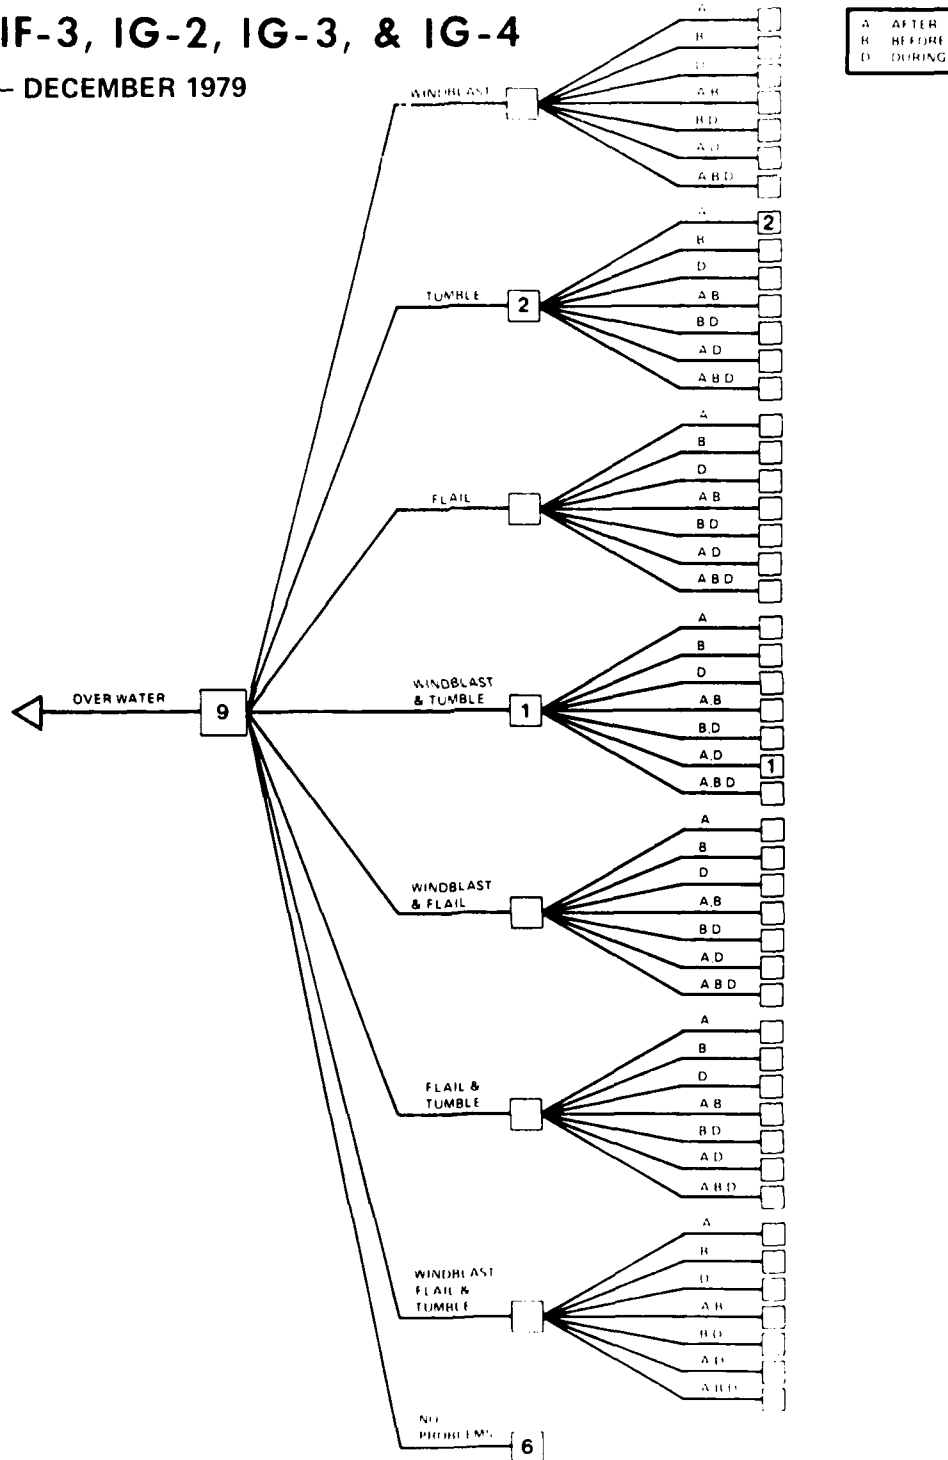 IF-3, IG-2, IG-3, & IG-4
– DECEMBER 1979
A AFTER
B BEFORE
D DURING
WINDBLAST
A
B
D
A B
B D
A D
A B D
TUMBLE
2
A
2
B
D
A B
B D
A D
A B D
FLAIL
A
B
D
A B
B D
A D
A B D
OVER WATER
9
WINDBLAST
& TUMBLE
1
A
B
D
A,B
B,D
A,D
1
A,B D
WINDBLAST
& FLAIL
A
B
D
A,B
B D
A,D
A B D
FLAIL &
TUMBLE
A
B
D
A B
B D
A D
A B D
WINDBLAST
FLAIL &
TUMBLE
A
B
D
A B
B D
A D
A B D
NO
PROBLEMS
6